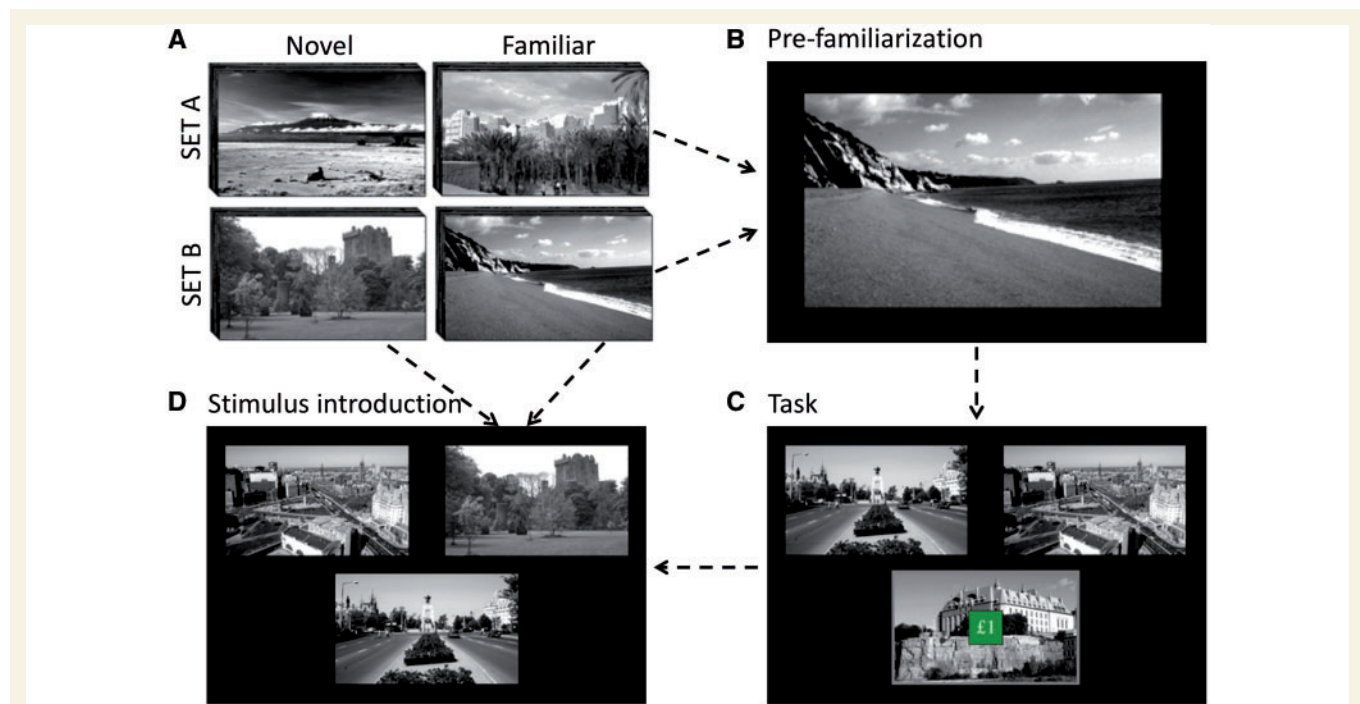 A
Novel
Familiar
SET A
SET B
B Pre-familiarization
D Stimulus introduction
C Task
£1